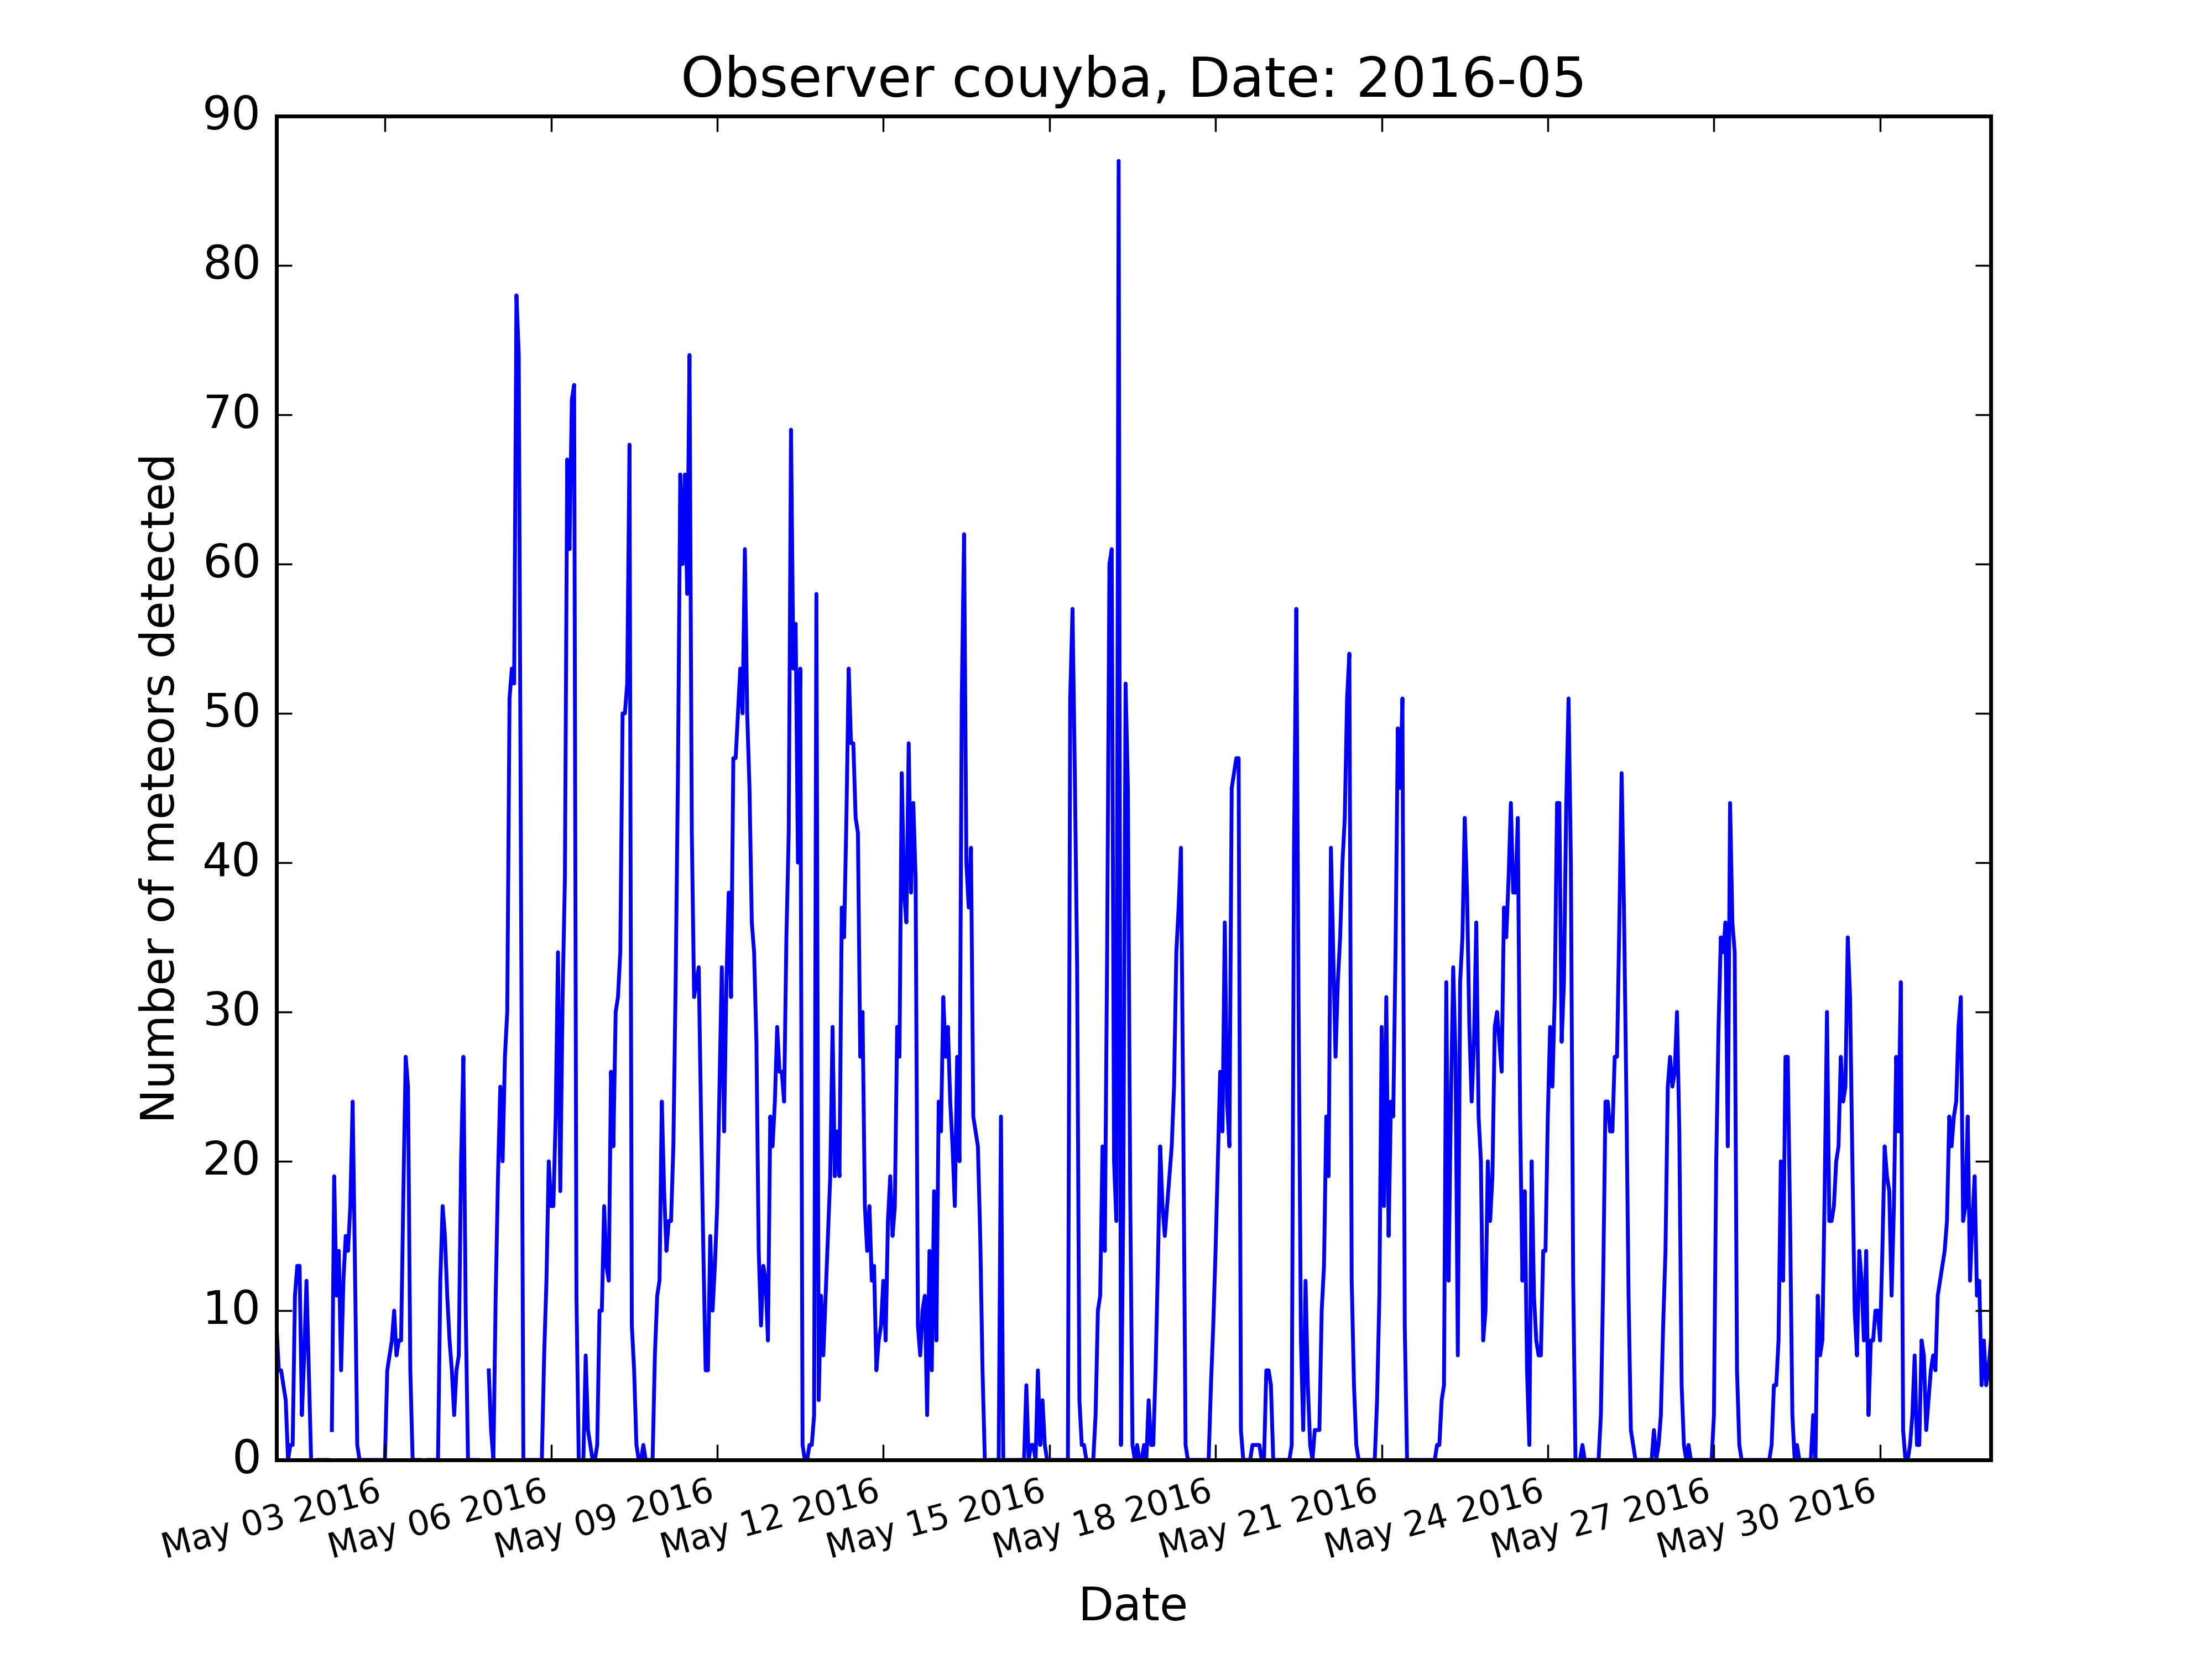 Observer couyba, Date: 2016-05
90
80
70
60
50
40
30
20
10
0
Number of meteors detected
May 03 2016
May 06 2016
May 09 2016
May 12 2016
May 15 2016
May 18 2016
May 21 2016
May 24 2016
May 27 2016
May 30 2016
Date